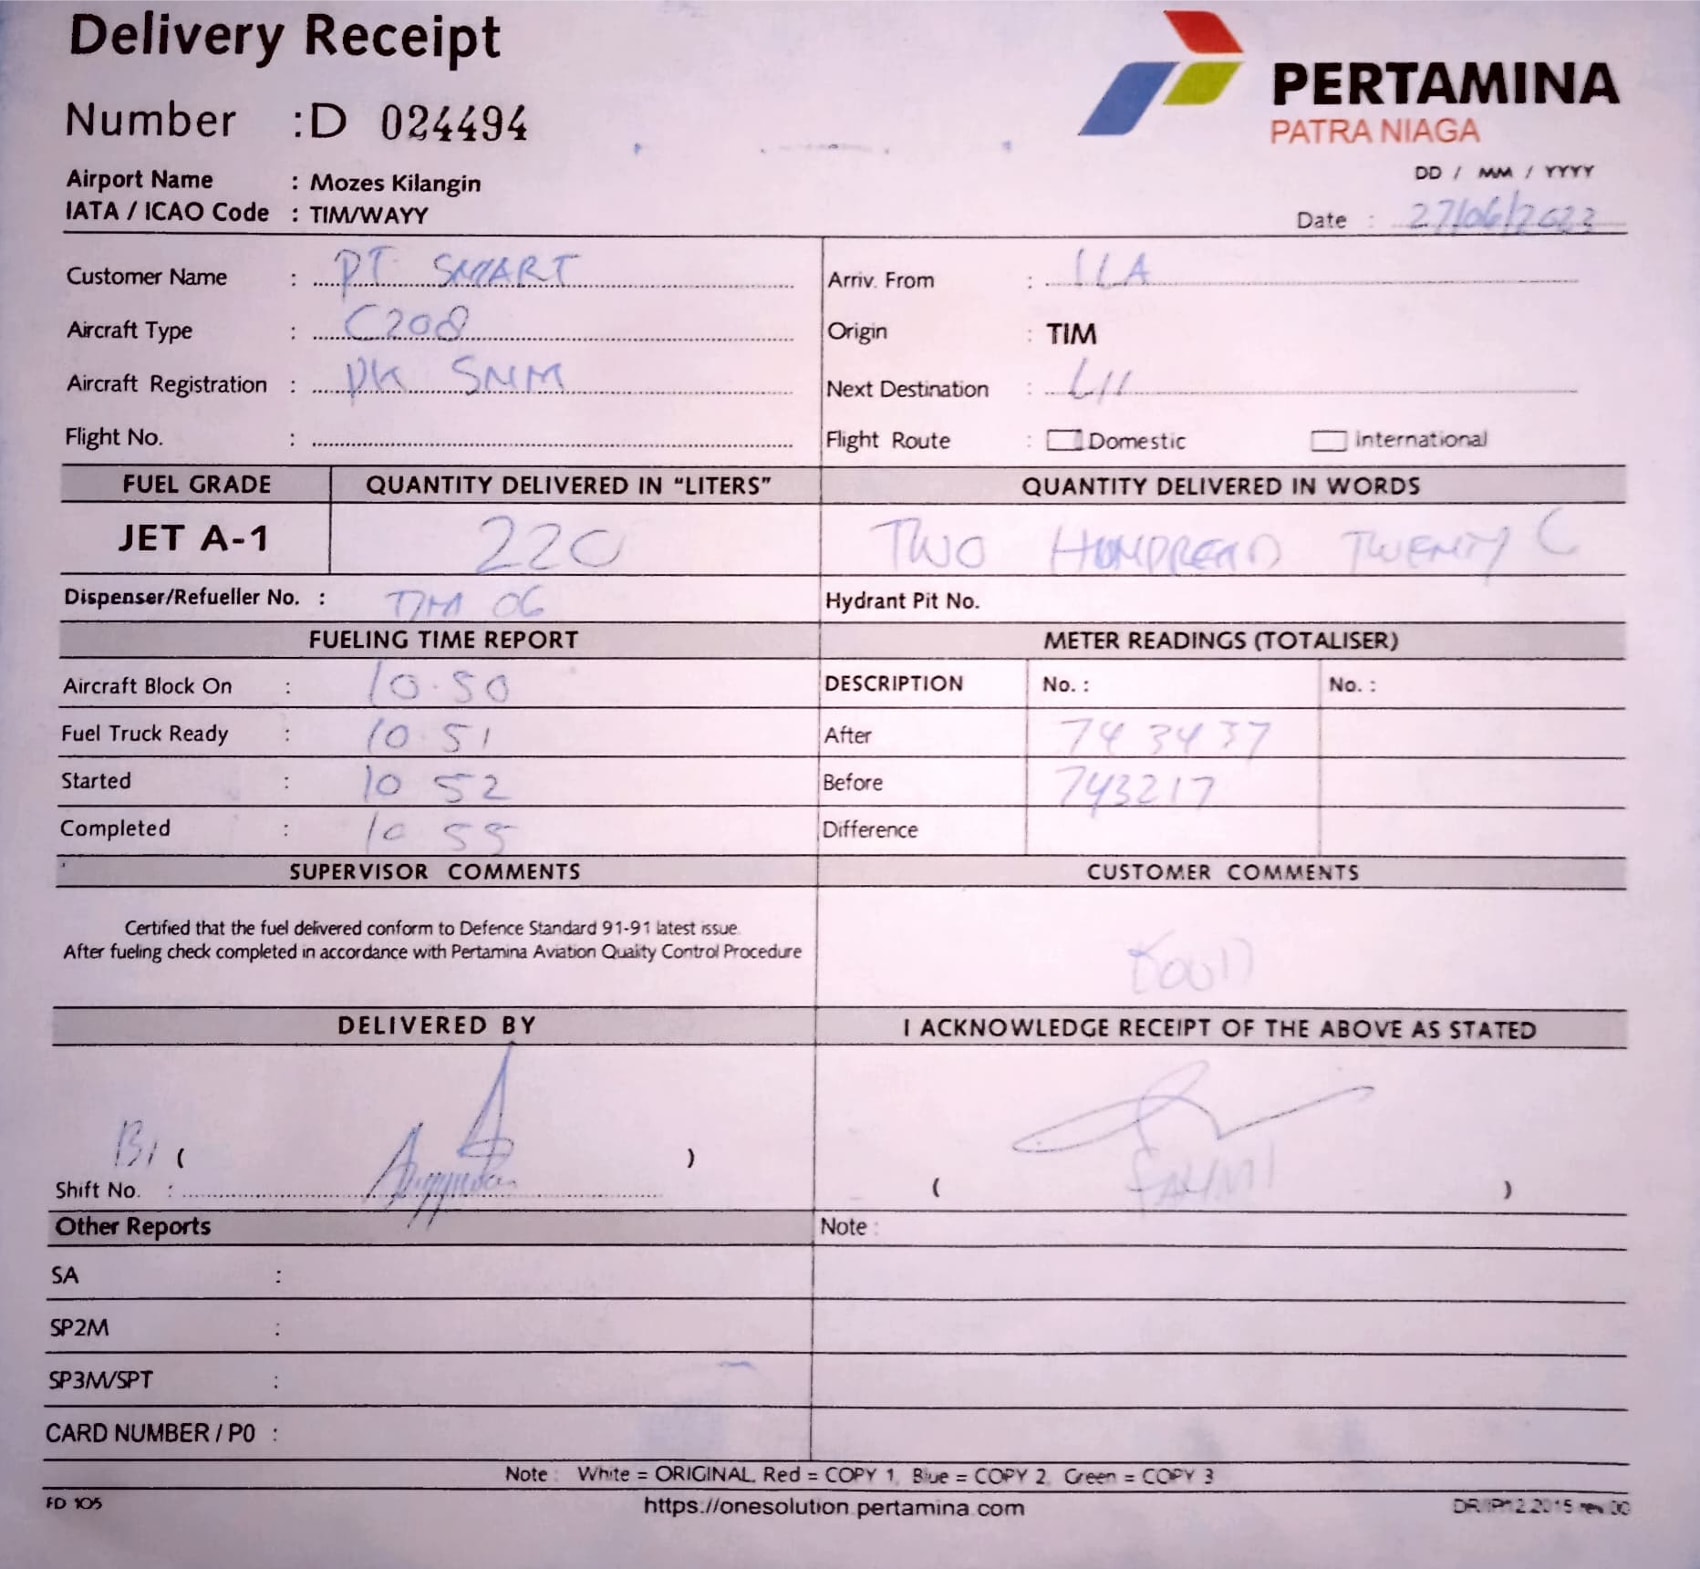 Delivery Receipt
PERTAMINA
PATRA NIAGA
Number :D 024494
DD / MM / YYYY
Airport Name : Mozes Kilangin
IATA / ICAO Code : TIM/WAYY
Date : 27/06/2023
Customer Name : PT SMART
Arriv. From :
Aircraft Type : C208
Origin : TIM
Aircraft Registration : PK SNM
Next Destination :
Flight No. :
Flight Route : Domestic International
FUEL GRADE QUANTITY DELIVERED IN "LITERS" QUANTITY DELIVERED IN WORDS
JET A-1 220 TWO HUNDREAD TWENTY
Dispenser/Refueller No. : TIM 06
Hydrant Pit No.
FUELING TIME REPORT METER READINGS (TOTALISER)
Aircraft Block On : 10.50
DESCRIPTION No. : No. :
Fuel Truck Ready : 10 51
After 743437
Started : 10 52
Before 743217
Completed : 10 55
Difference
SUPERVISOR COMMENTS CUSTOMER COMMENTS
Certified that the fuel delivered conform to Defence Standard 91-91 latest issue.
After fueling check completed in accordance with Pertamina Aviation Quality Control Procedure
DELIVERED BY I ACKNOWLEDGE RECEIPT OF THE ABOVE AS STATED
( )
Shift No. :
( FAHMI )
Other Reports Note :
SA :
SP2M :
SP3M/SPT :
CARD NUMBER / P0 :
Note : White = ORIGINAL, Red = COPY 1, Blue = COPY 2, Green = COPY 3
FD 105 https://onesolution.pertamina.com